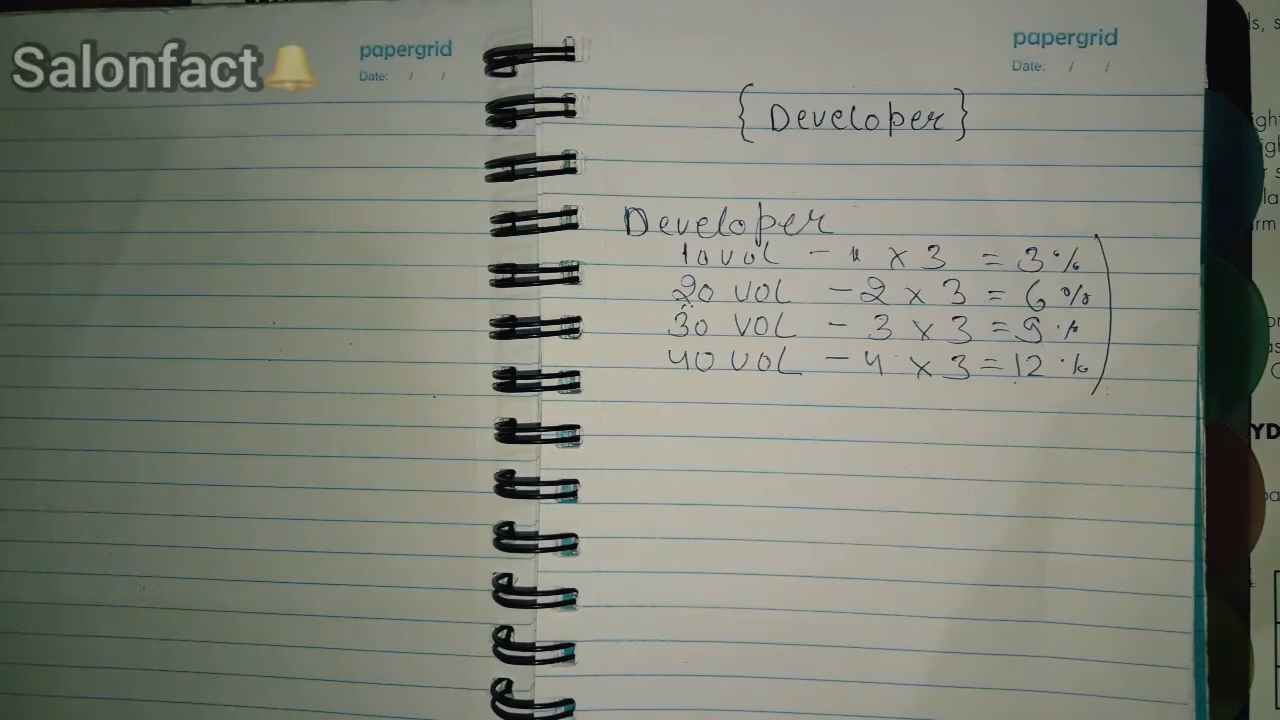 Salonfact
papergrid
Date: / /
papergrid
Date: / /
{Developer}
Developer
10 VOL - 1 x 3 = 3%
20 VOL - 2 x 3 = 6%
30 VOL - 3 x 3 = 9%
40 VOL - 4 x 3 = 12%